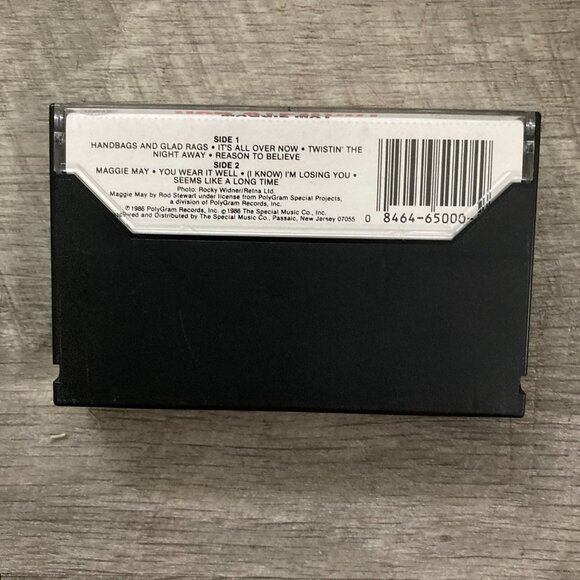 SIDE 1
HANDBAGS AND GLAD RAGS • IT'S ALL OVER NOW • TWISTIN' THE
NIGHT AWAY • REASON TO BELIEVE
SIDE 2
MAGGIE MAY • YOU WEAR IT WELL • (I KNOW) I'M LOSING YOU •
SEEMS LIKE A LONG TIME
Photo: Rocky Widner/Retna Ltd.
Maggie May by Rod Stewart under license from PolyGram Special Projects,
a division of PolyGram Records, Inc.
℗1986 PolyGram Records, Inc. ©1986 The Special Music Co., Inc.
and Distributed by The Special Music Co., Passaic, New Jersey 07055
0 8464-65000-